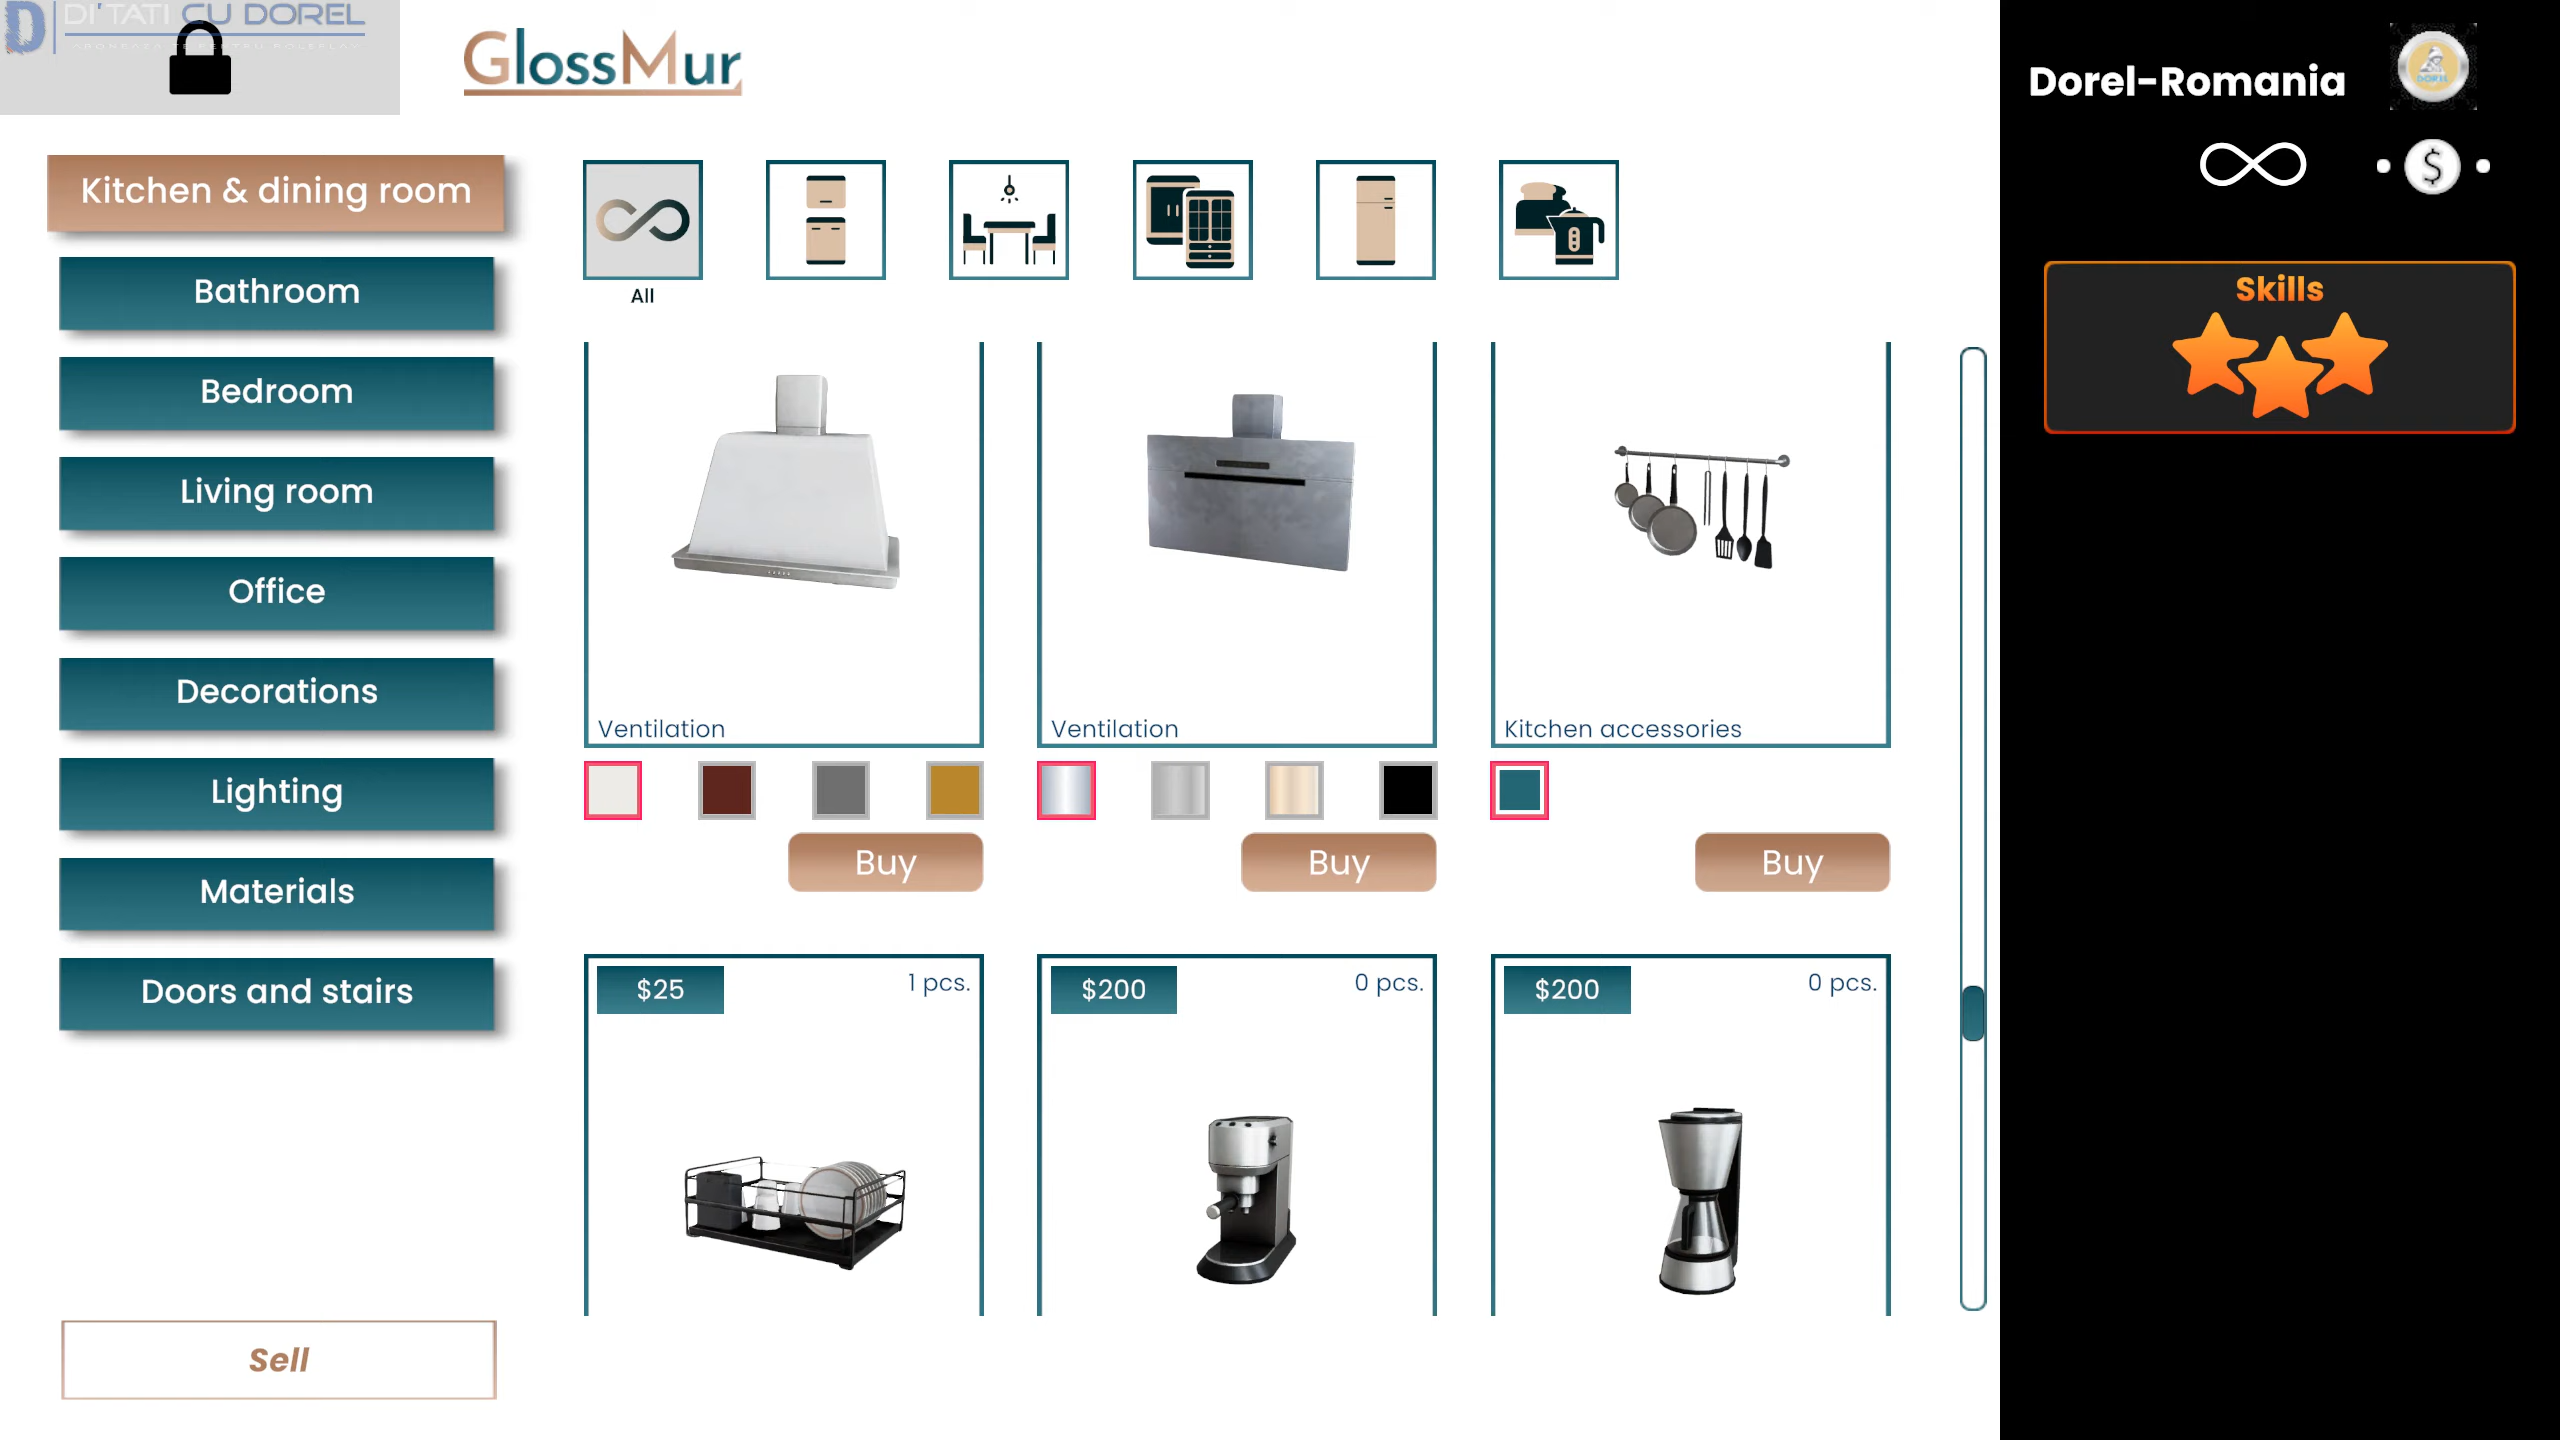 DI'TATI CU DOREL
GlossMur
Dorel-Romania
Kitchen & dining room
Bathroom
Bedroom
Living room
Office
Decorations
Lighting
Materials
Doors and stairs
Sell
All
Skills
Ventilation
Ventilation
Kitchen accessories
Buy
Buy
Buy
$25
1 pcs.
$200
0 pcs.
$200
0 pcs.